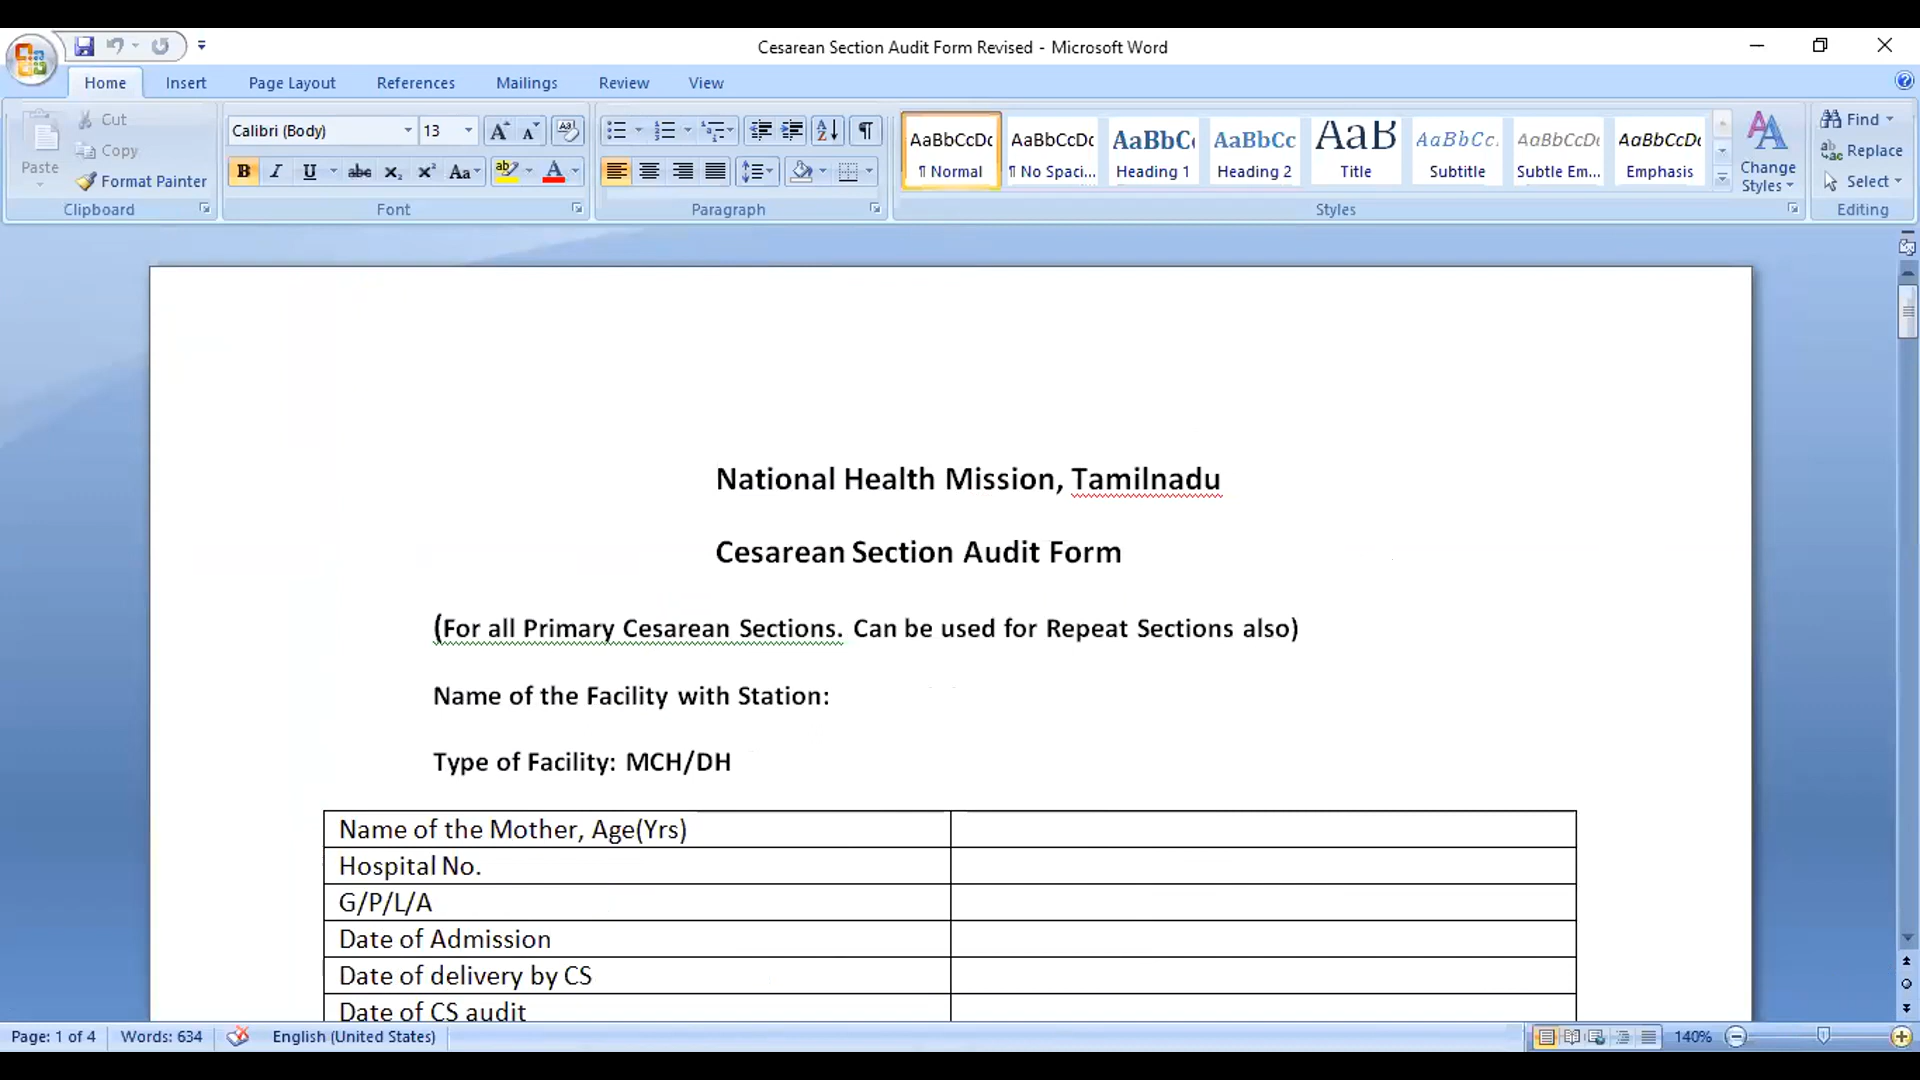 Cesarean Section Audit Form Revised - Microsoft Word
Home Insert Page Layout References Mailings Review View
Paste
Cut
Copy
Format Painter
Clipboard
Calibri (Body) 13
B I U abc x₂ x² Aa ab A
Font
Paragraph
AaBbCcDc AaBbCcDc AaBbC AaBbCc AaB AaBbCc. AaBbCcDc AaBbCcDc
¶ Normal ¶ No Spaci... Heading 1 Heading 2 Title Subtitle Subtle Em... Emphasis
Styles
Change Styles
Find
Replace
Select
Editing
National Health Mission, Tamilnadu
Cesarean Section Audit Form
(For all Primary Cesarean Sections. Can be used for Repeat Sections also)
Name of the Facility with Station:
Type of Facility: MCH/DH
Name of the Mother, Age(Yrs)
Hospital No.
G/P/L/A
Date of Admission
Date of delivery by CS
Date of CS audit
Page: 1 of 4 Words: 634 English (United States) 140%